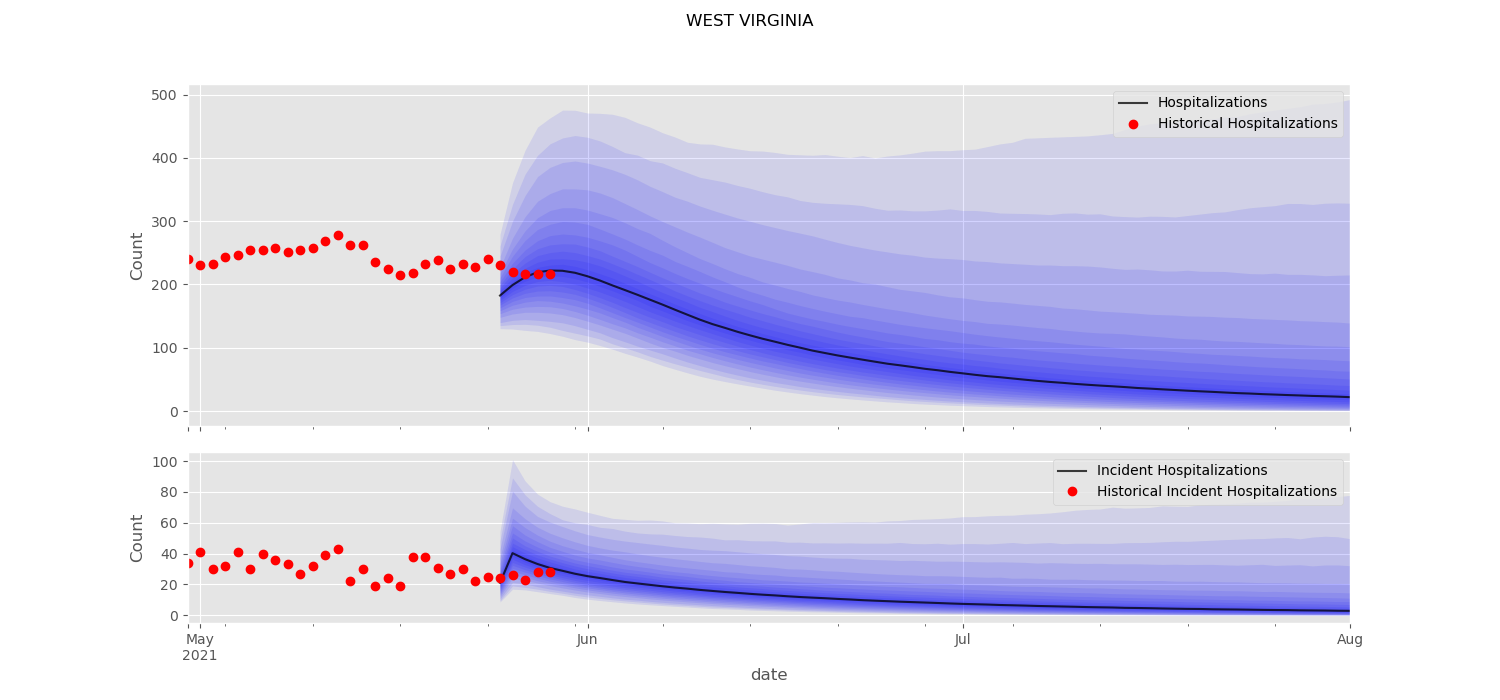 WEST VIRGINIA
500
400
300
200
100
0
Count
Hospitalizations
Historical Hospitalizations
100
80
60
40
20
0
Count
Incident Hospitalizations
Historical Incident Hospitalizations
May
2021
Jun
Jul
Aug
date